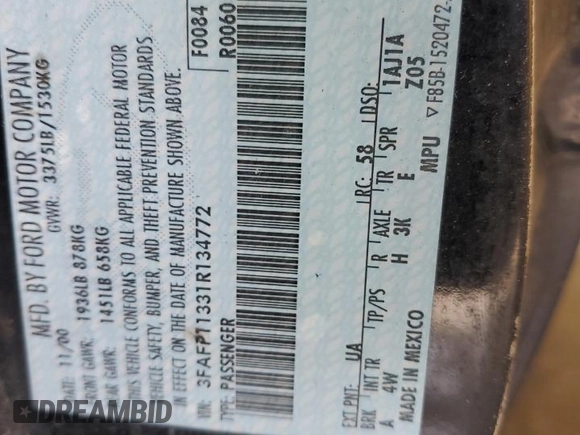 MFD. BY FORD MOTOR COMPANY
DATE: 11/00 GVWR: 3375LB/1530KG
FRONT GAWR: 1936LB 878KG
GAWR: 1451LB 658KG
THIS VEHICLE CONFORMS TO ALL APPLICABLE FEDERAL MOTOR
VEHICLE SAFETY, BUMPER, AND THEFT PREVENTION STANDARDS
IN EFFECT ON THE DATE OF MANUFACTURE SHOWN ABOVE.
VIN: 3FAFP11331R134772 F0084
TYPE: PASSENGER R0060
EXT PNT: UA RC: 58 DSO:
BRK INT TR TP/PS R AXLE TR SPR 1AJ1A
A 4W H 3K E Z05
MADE IN MEXICO MPU
▽F85B-1520472-
DREAMBID